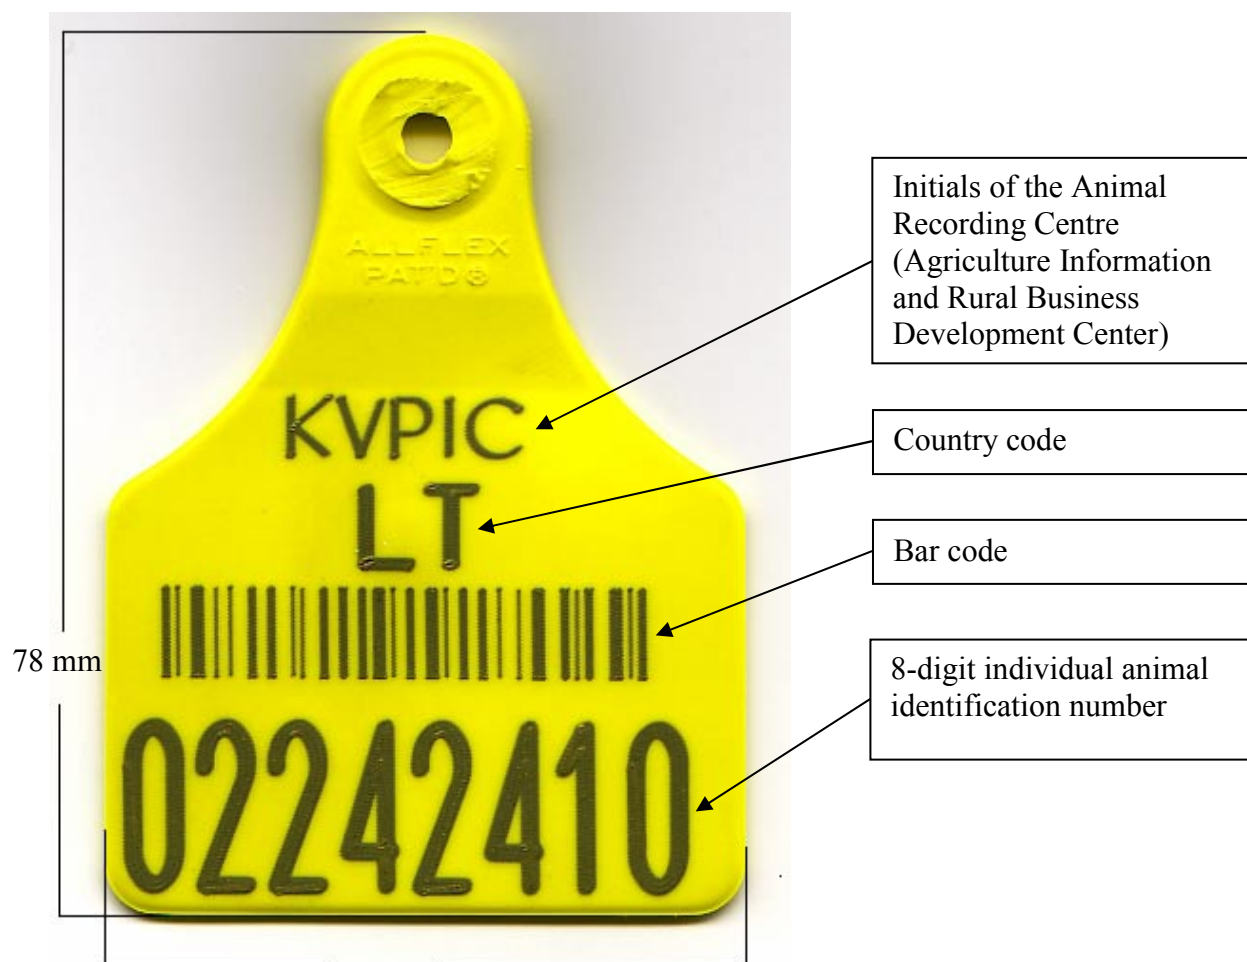 ALLFLEX
PAT'D®
KVPIC
LT
02242410
78 mm
Initials of the Animal
Recording Centre
(Agriculture Information
and Rural Business
Development Center)
Country code
Bar code
8-digit individual animal
identification number